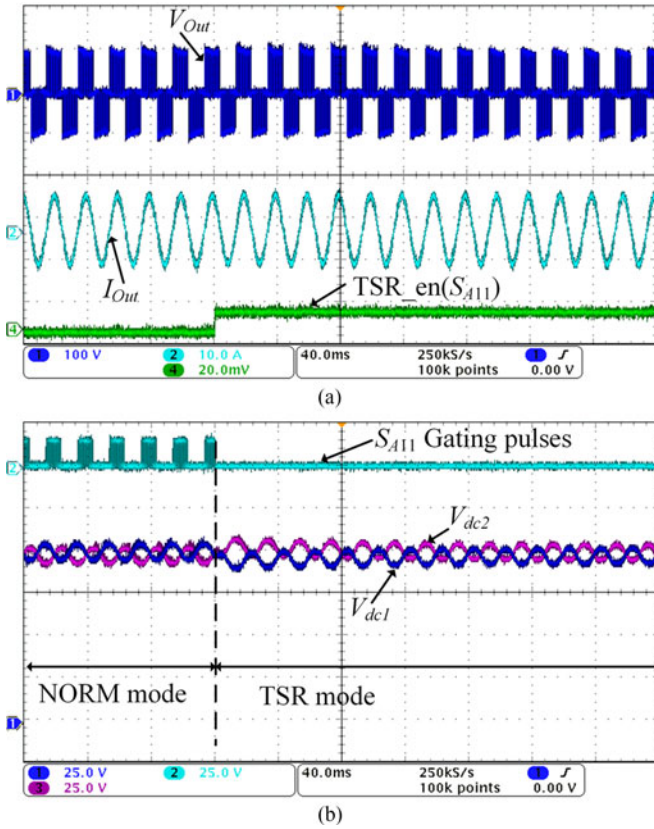 V_Out
1
2
I_Out
TSR_en(S_A11)
4
1 100 V 2 10.0 A 40.0ms 250kS/s 1 ʃ
4 20.0mV 100k points 0.00 V
(a)
S_A11 Gating pulses
2
V_dc2
V_dc1
NORM mode TSR mode
1
1 25.0 V 2 25.0 V 40.0ms 250kS/s 1 ʃ
3 25.0 V 100k points 0.00 V
(b)